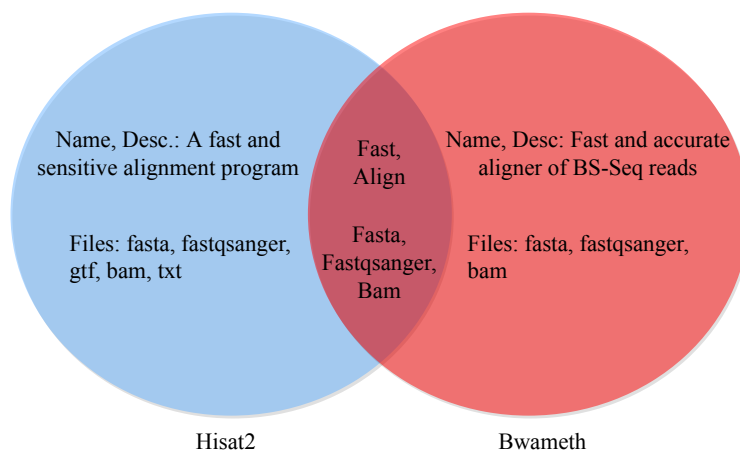 Name, Desc.: A fast and
sensitive alignment program
Files: fasta, fastqsanger,
gtf, bam, txt
Fast,
Align
Fasta,
Fastqsanger,
Bam
Name, Desc: Fast and accurate
aligner of BS-Seq reads
Files: fasta, fastqsanger,
bam
Hisat2
Bwameth